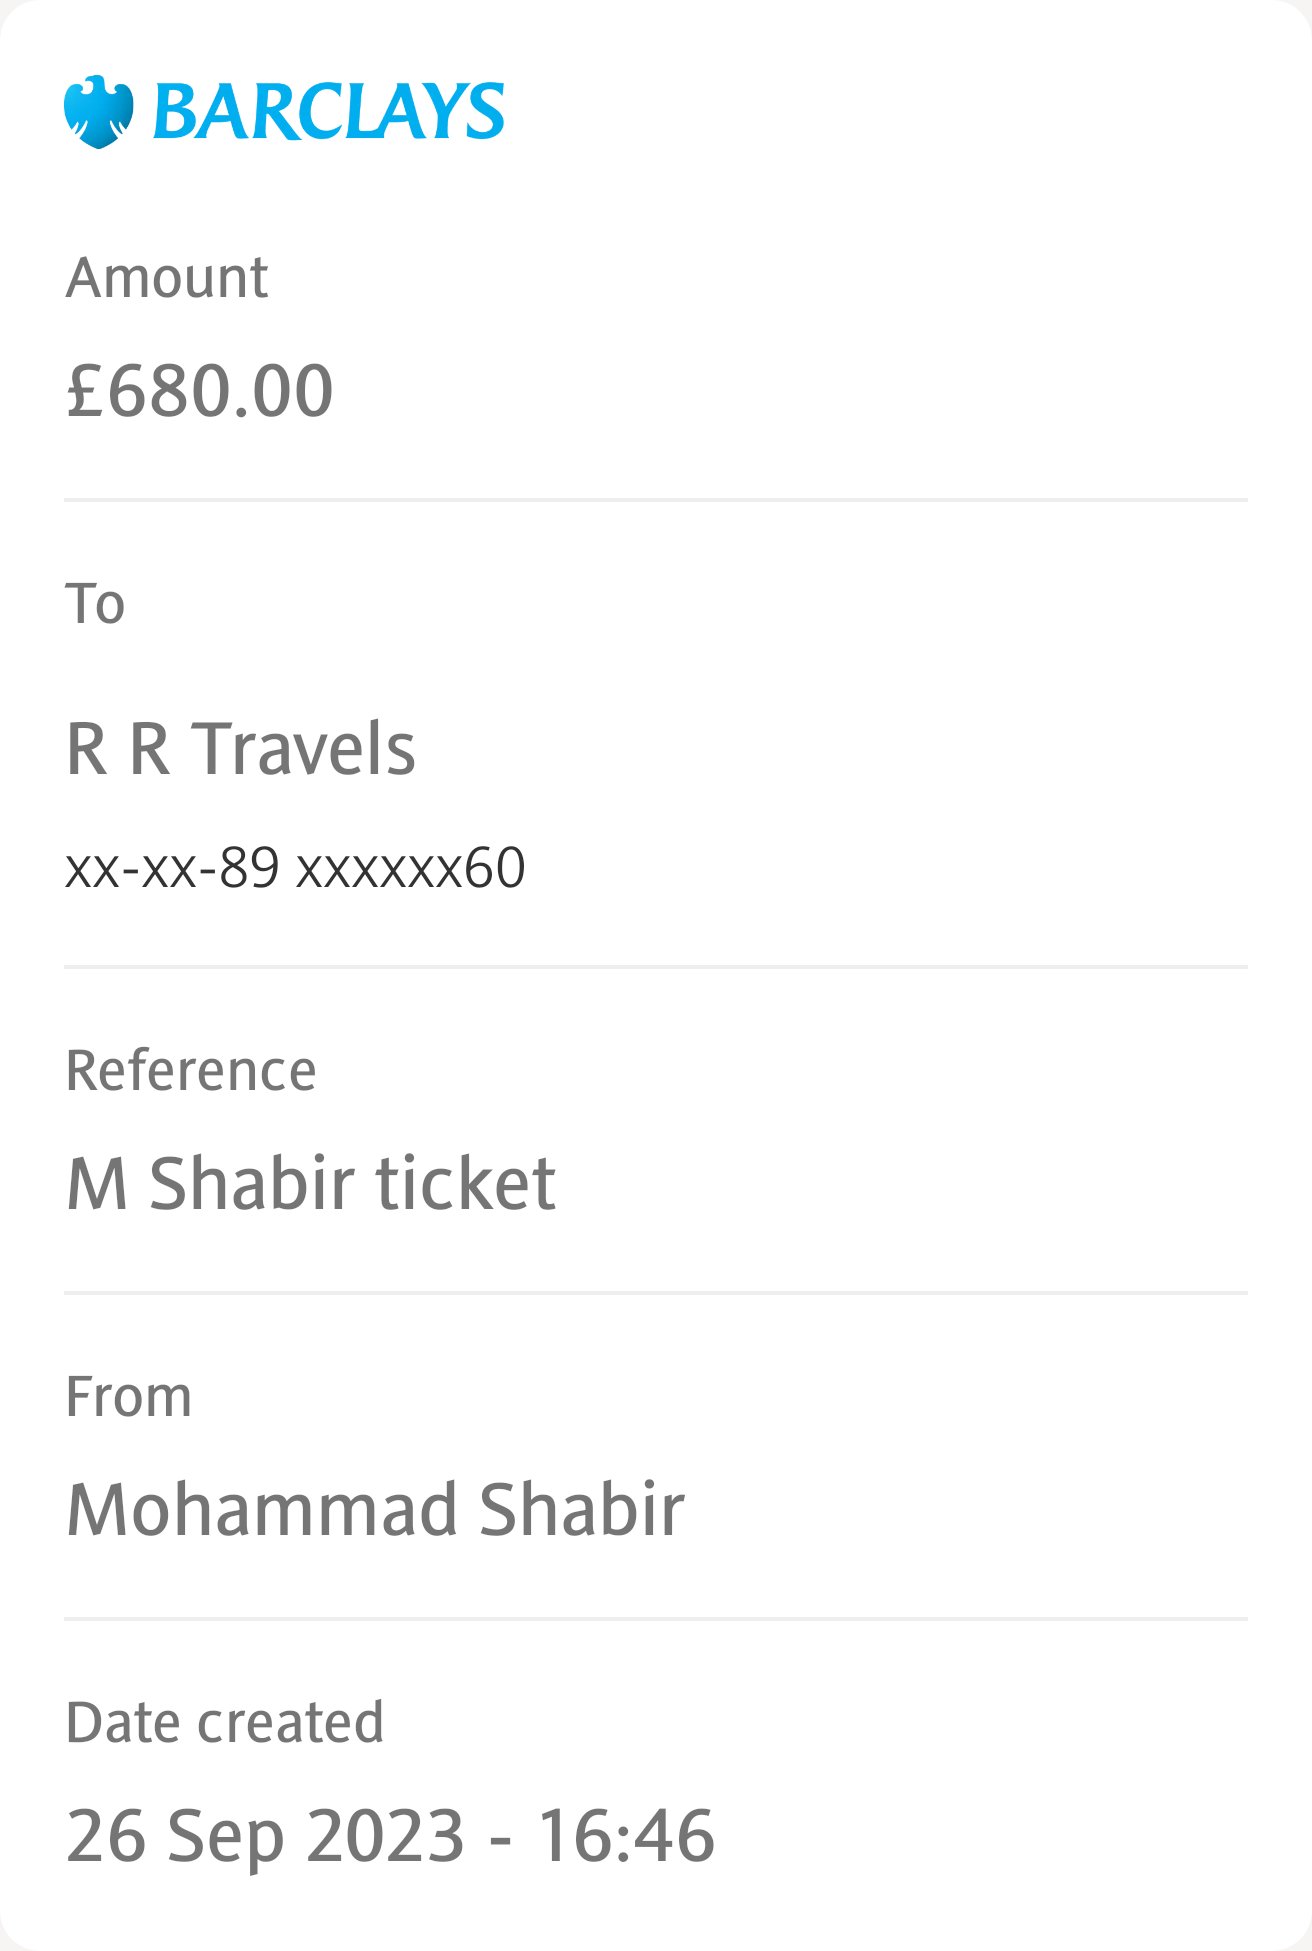 BARCLAYS
Amount
£680.00
To
R R Travels
xx-xx-89 xxxxxx60
Reference
M Shabir ticket
From
Mohammad Shabir
Date created
26 Sep 2023 - 16:46